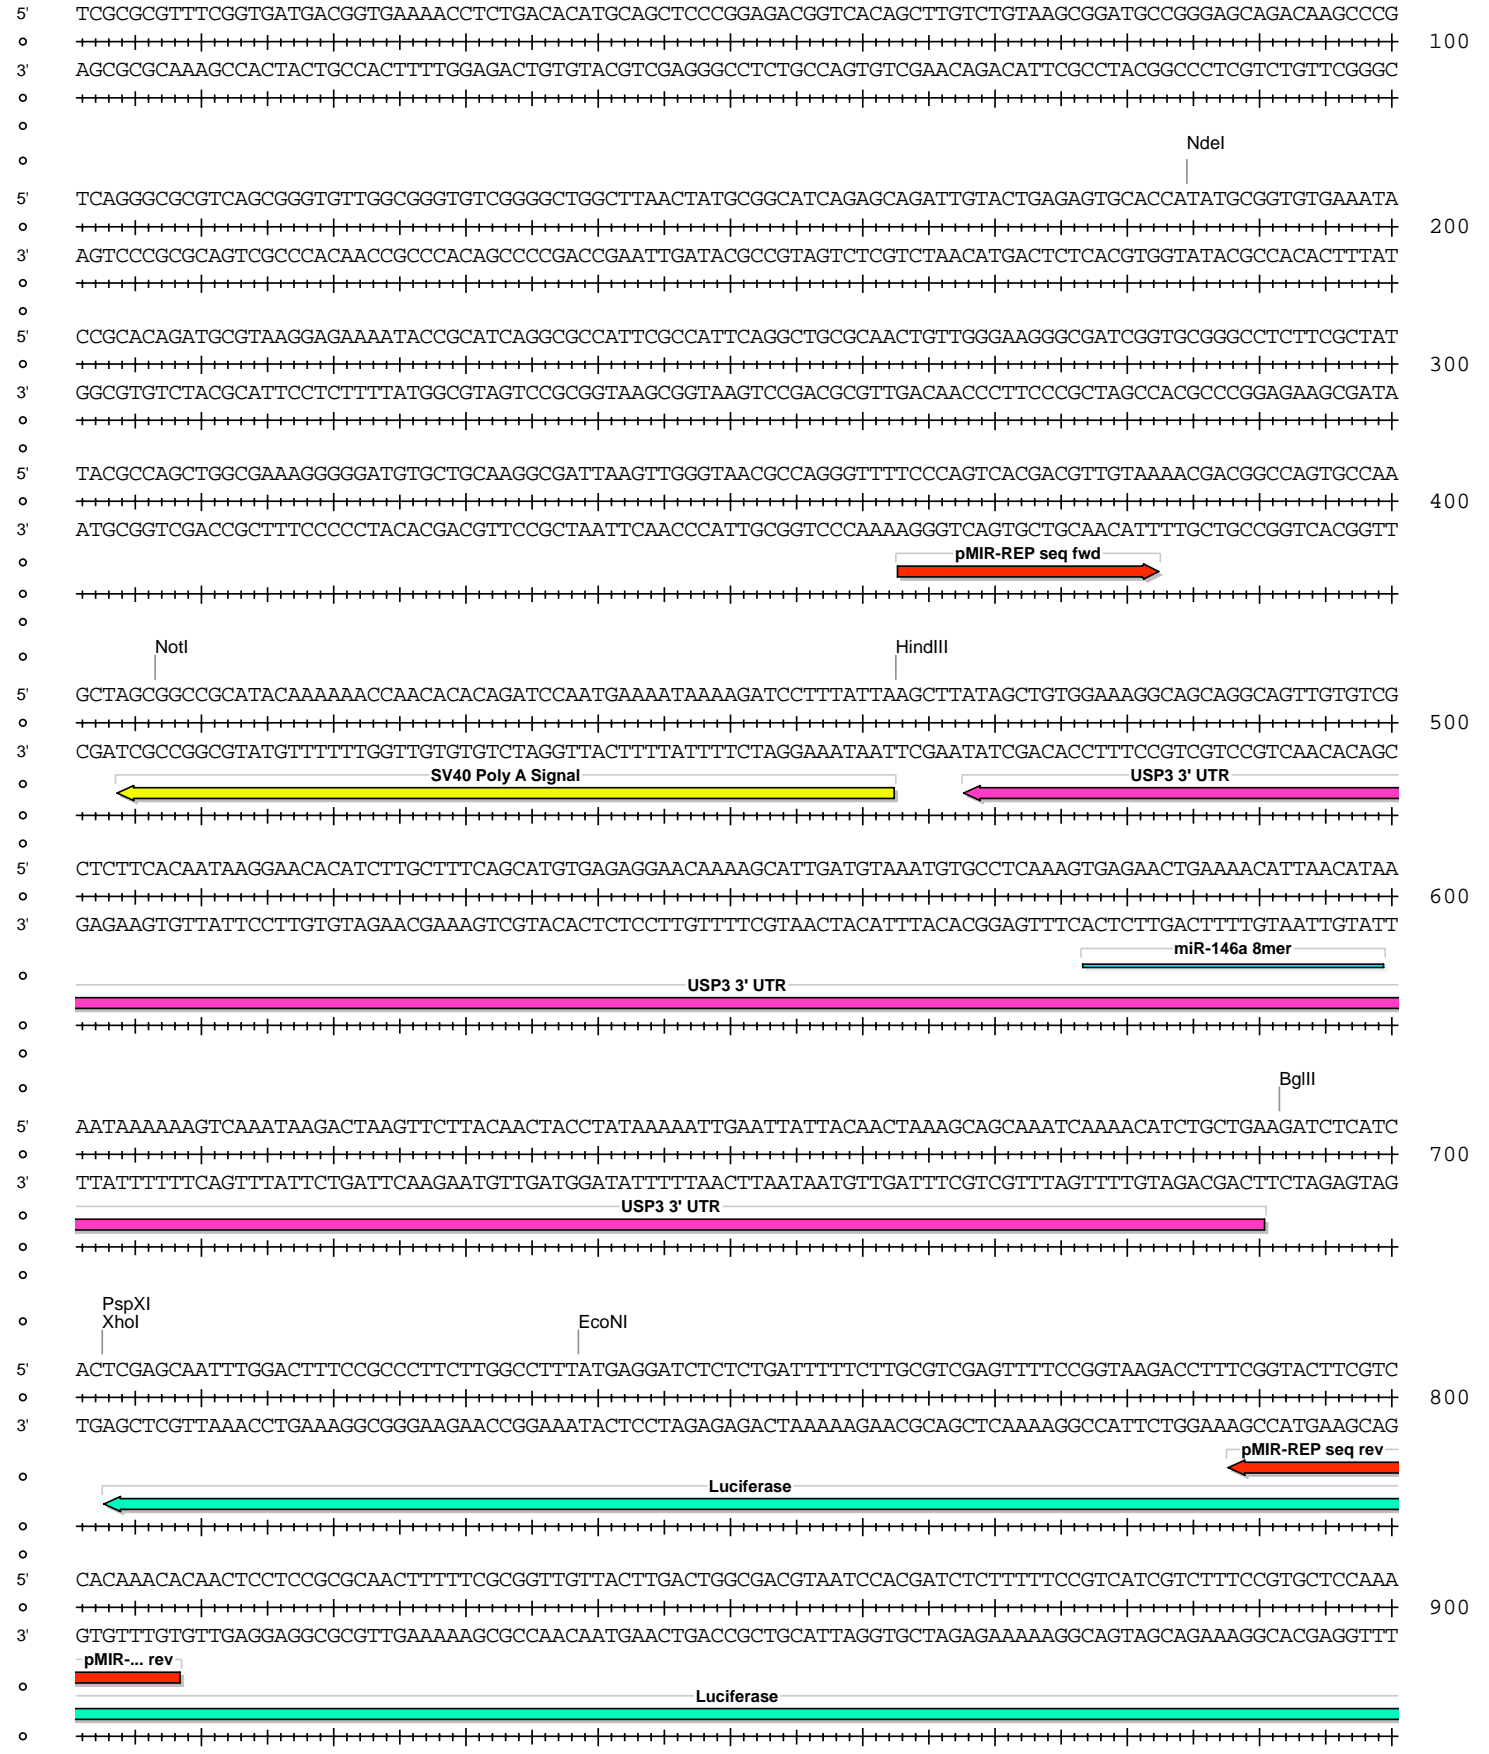 5' TCGCGCGTTTCGGTGATGACGGTGAAAACCTCTGACACATGCAGCTCCCGGAGACGGTCACAGCTTGTCTGTAAGCGGATGCCGGGAGCAGACAAGCCCG
100
3' AGCGCGCAAAGCCACTACTGCCACTTTTGGAGACTGTGTACGTCGAGGGCCTCTGCCAGTGTCGAACAGACATTCGCCTACGGCCCTCGTCTGTTCGGGC
NdeI
5' TCAGGGCGCGTCAGCGGGTGTTGGCGGGTGTCGGGGCTGGCTTAACTATGCGGCATCAGAGCAGATTGTACTGAGAGTGCACCATATGCGGTGTGAAATA
200
3' AGTCCCGCGCAGTCGCCCACAACCGCCCACAGCCCCGACCGAATTGATACGCCGTAGTCTCGTCTAACATGACTCTCACGTGGTATACGCCACACTTTAT
5' CCGCACAGATGCGTAAGGAGAAAATACCGCATCAGGCGCCATTCGCCATTCAGGCTGCGCAACTGTTGGGAAGGGCGATCGGTGCGGGCCTCTTCGCTAT
300
3' GGCGTGTCTACGCATTCCTCTTTTATGGCGTAGTCCGCGGTAAGCGGTAAGTCCGACGCGTTGACAACCCTTCCCGCTAGCCACGCCCGGAGAAGCGATA
5' TACGCCAGCTGGCGAAAGGGGGATGTGCTGCAAGGCGATTAAGTTGGGTAACGCCAGGGTTTTCCCAGTCACGACGTTGTAAAACGACGGCCAGTGCCAA
400
3' ATGCGGTCGACCGCTTTCCCCCTACACGACGTTCCGCTAATTCAACCCATTGCGGTCCCAAAAGGGTCAGTGCTGCAACATTTTGCTGCCGGTCACGGTT
pMIR-REP seq fwd
NotI HindIII
5' GCTAGCGGCCGCATACAAAAAACCAACACACAGATCCAATGAAAATAAAAGATCCTTTATTAAGCTTATAGCTGTGGAAAGGCAGCAGGCAGTTGTGTCG
500
3' CGATCGCCGGCGTATGTTTTTTGGTTGTGTGTCTAGGTTACTTTTATTTTCTAGGAAATAATTCGAATATCGACACCTTTCCGTCGTCCGTCAACACAGC
SV40 Poly A Signal USP3 3' UTR
5' CTCTTCACAATAAGGAACACATCTTGCTTTCAGCATGTGAGAGGAACAAAAGCATTGATGTAAATGTGCCTCAAAGTGAGAACTGAAAACATTAACATAA
600
3' GAGAAGTGTTATTCCTTGTGTAGAACGAAAGTCGTACACTCTCCTTGTTTTCGTAACTACATTTACACGGAGTTTCACTCTTGACTTTTGTAATTGTATT
miR-146a 8mer
USP3 3' UTR
BglII
5' AATAAAAAAGTCAAATAAGACTAAGTTCTTACAACTACCTATAAAAATTGAATTATTACAACTAAAGCAGCAAATCAAAACATCTGCTGAAGATCTCATC
700
3' TTATTTTTTCAGTTTATTCTGATTCAAGAATGTTGATGGATATTTTTAACTTAATAATGTTGATTTCGTCGTTTAGTTTTGTAGACGACTTCTAGAGTAG
USP3 3' UTR
PspXI
XhoI EcoNI
5' ACTCGAGCAATTTGGACTTTCCGCCCTTCTTGGCCTTTATGAGGATCTCTCTGATTTTTCTTGCGTCGAGTTTTCCGGTAAGACCTTTCGGTACTTCGTC
800
3' TGAGCTCGTTAAACCTGAAAGGCGGGAAGAACCGGAAATACTCCTAGAGAGACTAAAAAGAACGCAGCTCAAAAGGCCATTCTGGAAAGCCATGAAGCAG
pMIR-REP seq rev
Luciferase
5' CACAAACACAACTCCTCCGCGCAACTTTTTCGCGGTTGTTACTTGACTGGCGACGTAATCCACGATCTCTTTTTCCGTCATCGTCTTTCCGTGCTCCAAA
900
3' GTGTTTGTGTTGAGGAGGCGCGTTGAAAAAGCGCCAACAATGAACTGACCGCTGCATTAGGTGCTAGAGAAAAAGGCAGTAGCAGAAAGGCACGAGGTTT
pMIR-... rev
Luciferase